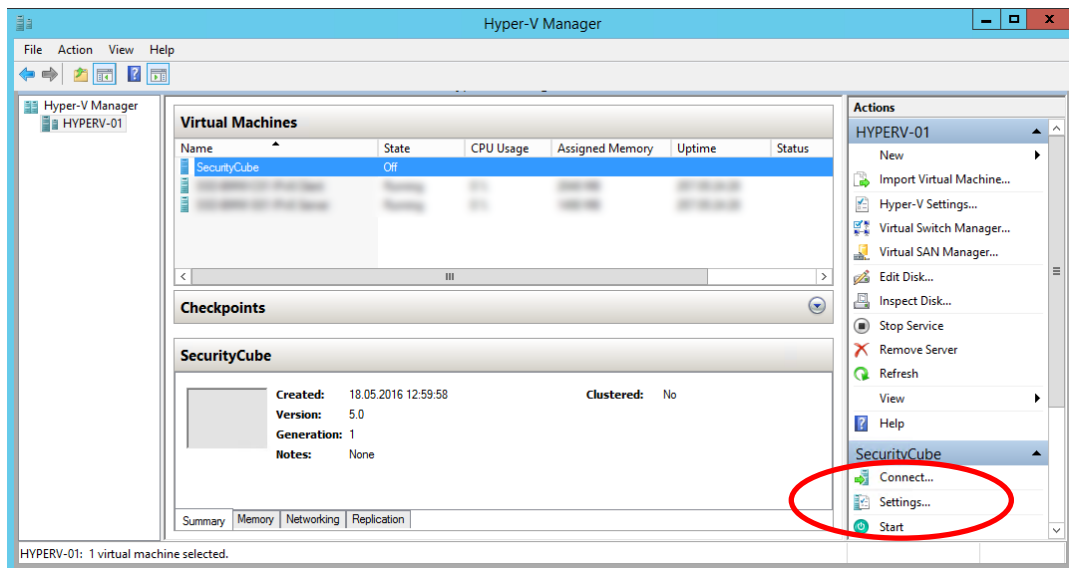 Hyper-V Manager
File Action View Help
Hyper-V Manager
HYPERV-01
Virtual Machines
Name State CPU Usage Assigned Memory Uptime Status
SecurityCube Off
Checkpoints
SecurityCube
Created: 18.05.2016 12:59:58 Clustered: No
Version: 5.0
Generation: 1
Notes: None
Summary Memory Networking Replication
Actions
HYPERV-01
New
Import Virtual Machine...
Hyper-V Settings...
Virtual Switch Manager...
Virtual SAN Manager...
Edit Disk...
Inspect Disk...
Stop Service
Remove Server
Refresh
View
Help
SecurityCube
Connect...
Settings...
Start
HYPERV-01: 1 virtual machine selected.